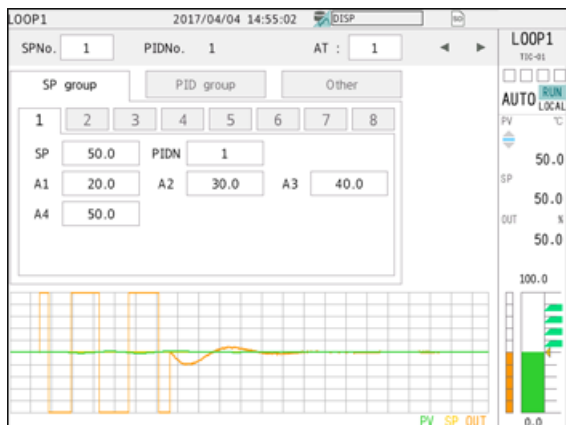 LOOP1 2017/04/04 14:55:02 DISP SD
SPNo. 1 PIDNo. 1 AT : 1
SP group PID group Other
1 2 3 4 5 6 7 8
SP 50.0 PIDN 1
A1 20.0 A2 30.0 A3 40.0
A4 50.0
PV SP OUT
LOOP1
TIC-01
AUTO RUN
LOCAL
PV ℃
50.0
SP
50.0
OUT %
50.0
100.0
0.0